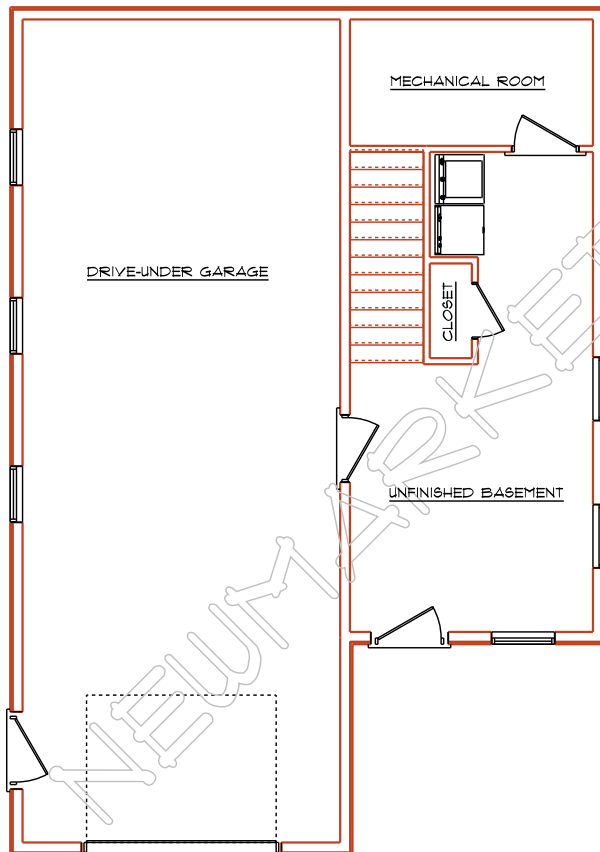 MECHANICAL ROOM
DRIVE-UNDER GARAGE
CLOSET
UNFINISHED BASEMENT
NEWMARKET